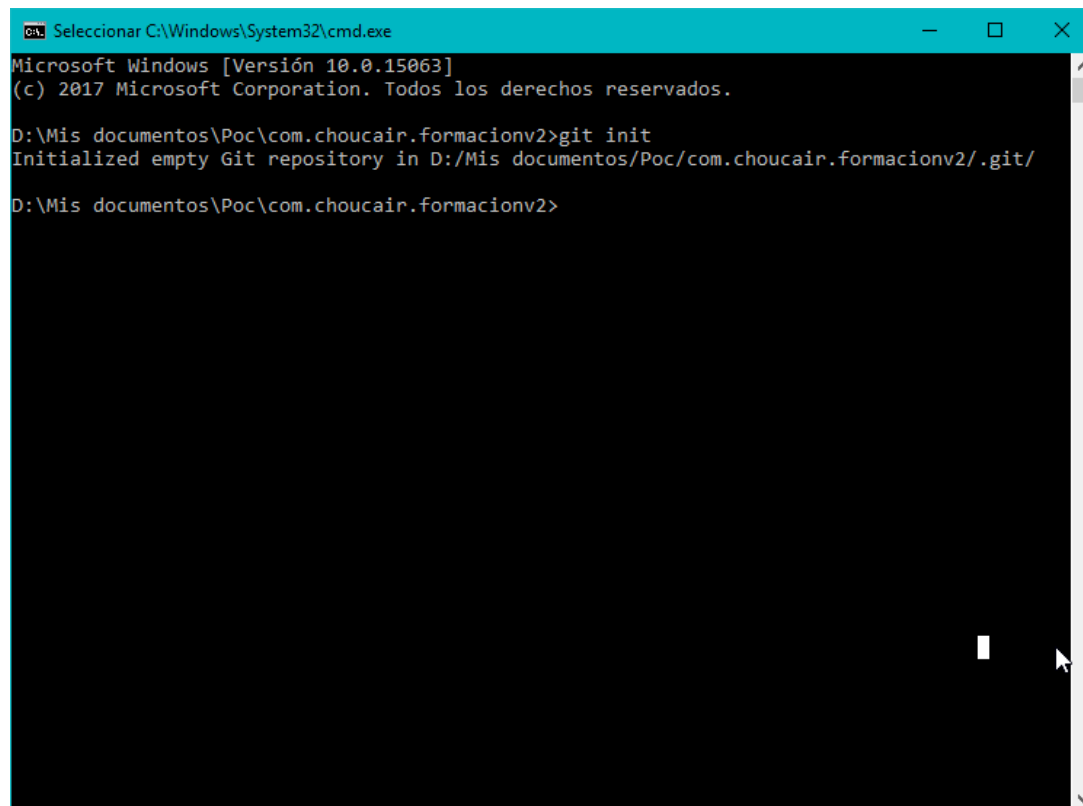 Seleccionar C:\Windows\System32\cmd.exe
Microsoft Windows [Versión 10.0.15063]
(c) 2017 Microsoft Corporation. Todos los derechos reservados.
D:\Mis documentos\Poc\com.choucair.formacionv2>git init
Initialized empty Git repository in D:/Mis documentos/Poc/com.choucair.formacionv2/.git/
D:\Mis documentos\Poc\com.choucair.formacionv2>